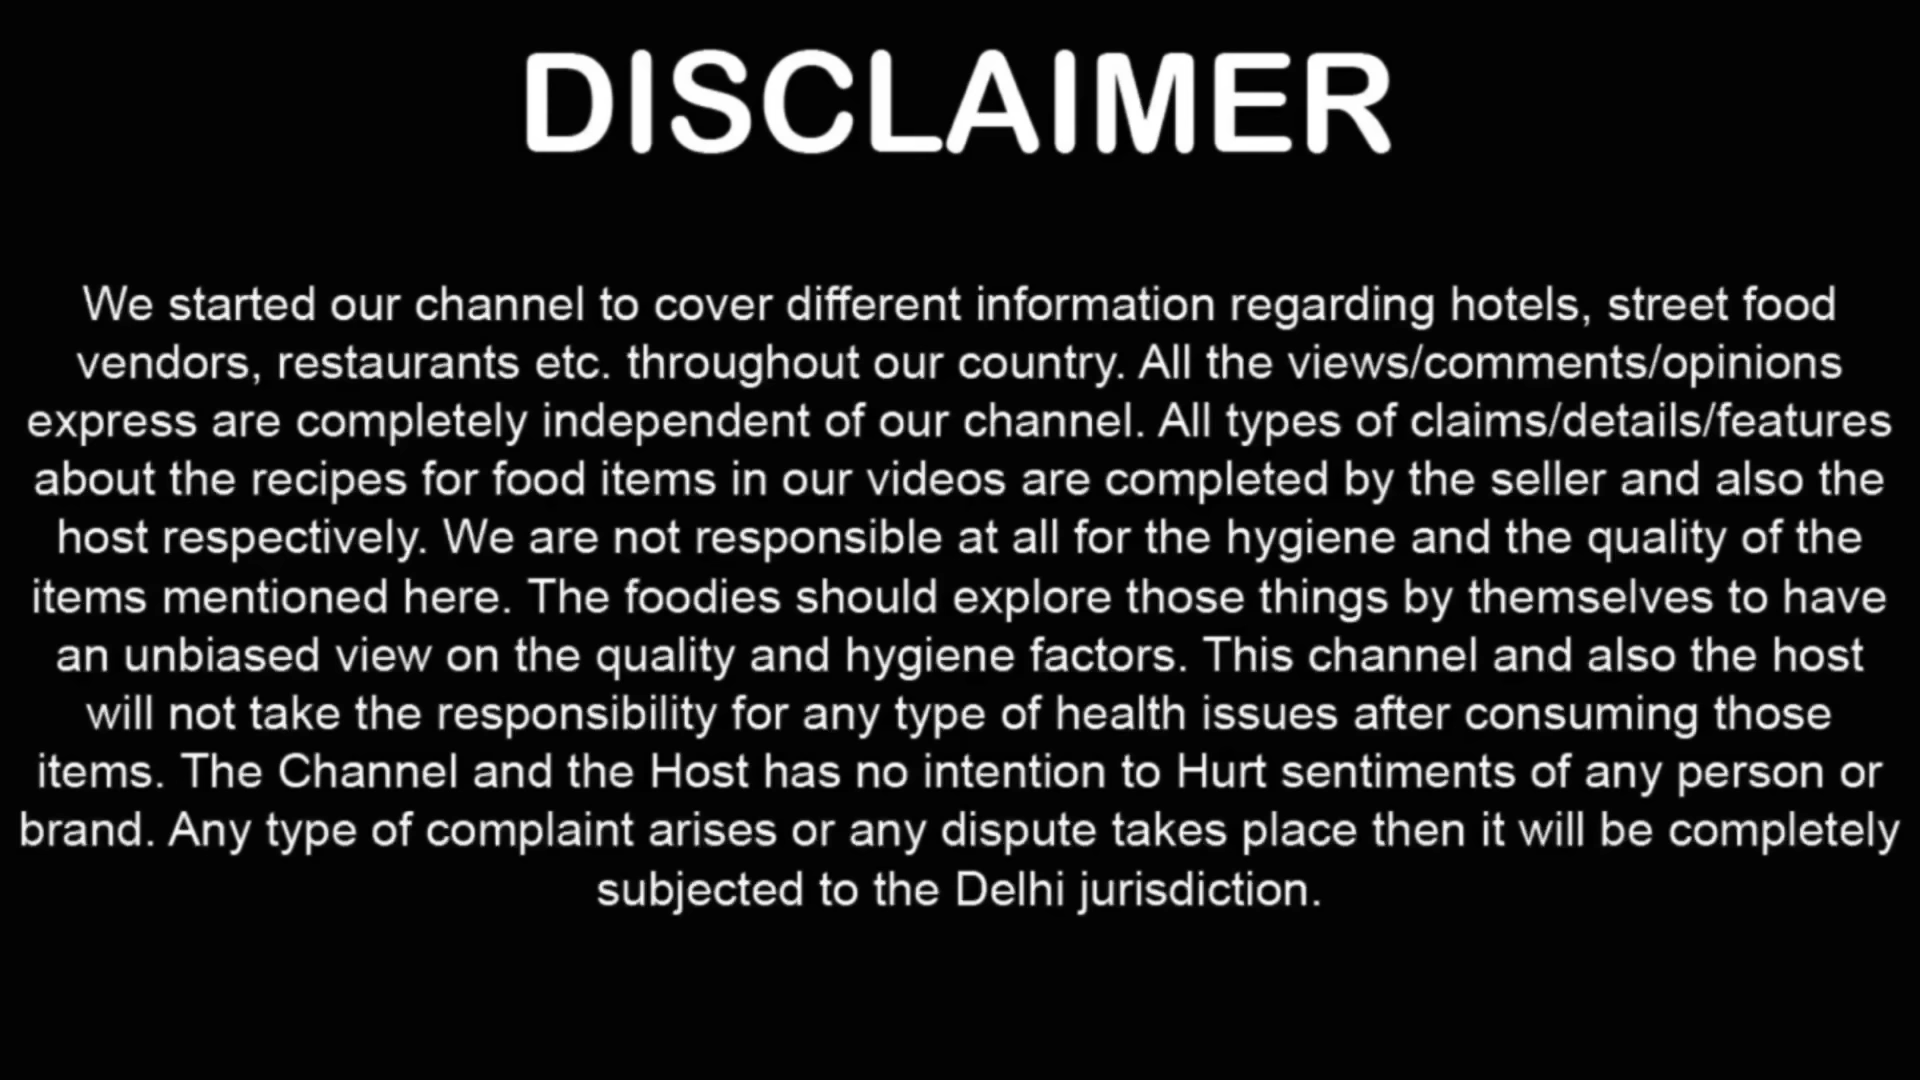 DISCLAIMER
We started our channel to cover different information regarding hotels, street food
vendors, restaurants etc. throughout our country. All the views/comments/opinions
express are completely independent of our channel. All types of claims/details/features
about the recipes for food items in our videos are completed by the seller and also the
host respectively. We are not responsible at all for the hygiene and the quality of the
items mentioned here. The foodies should explore those things by themselves to have
an unbiased view on the quality and hygiene factors. This channel and also the host
will not take the responsibility for any type of health issues after consuming those
items. The Channel and the Host has no intention to Hurt sentiments of any person or
brand. Any type of complaint arises or any dispute takes place then it will be completely
subjected to the Delhi jurisdiction.